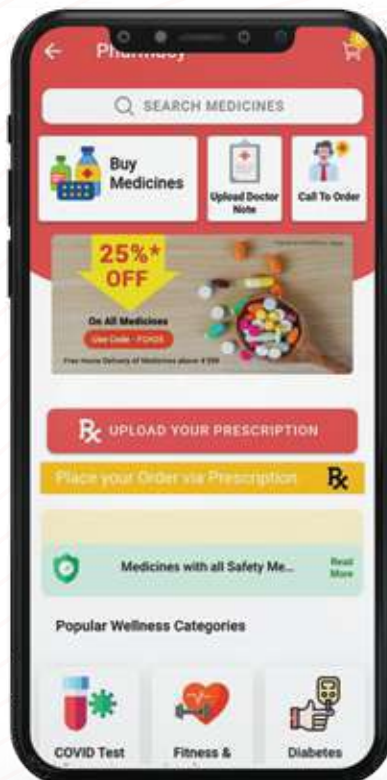 Pharmacy
SEARCH MEDICINES
Buy
Medicines
Upload Doctor
Note
Call To Order
25%*
OFF
On All Medicines
Use Code -
Free Home Delivery of Medicines above
UPLOAD YOUR PRESCRIPTION
Place your Order via Prescription
Medicines with all Safety Me...
Read
More
Popular Wellness Categories
COVID Test
Fitness &
Diabetes